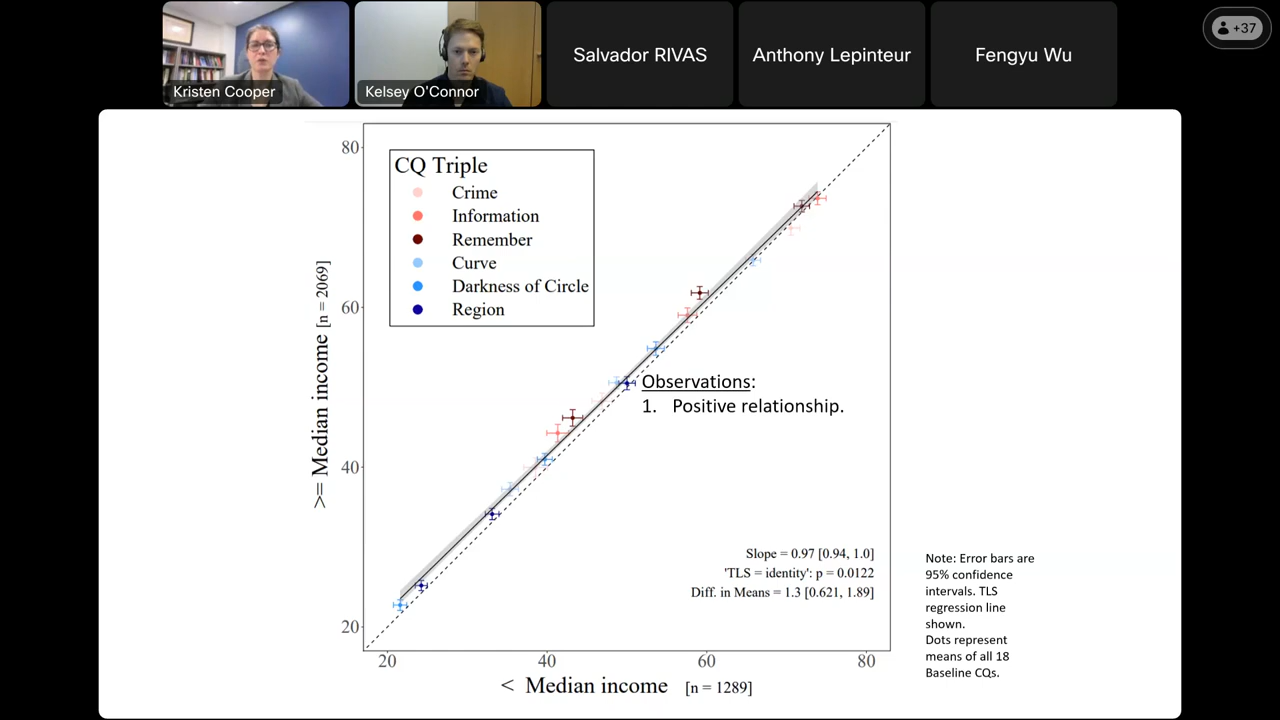 Kristen Cooper
Kelsey O'Connor
Salvador RIVAS
Anthony Lepinteur
Fengyu Wu
+37
80
60
40
20
>= Median income [n = 2069]
CQ Triple
Crime
Information
Remember
Curve
Darkness of Circle
Region
Observations:
1. Positive relationship.
Slope = 0.97 [0.94, 1.0]
'TLS = identity': p = 0.0122
Diff. in Means = 1.3 [0.621, 1.89]
20 40 60 80
< Median income [n = 1289]
Note: Error bars are
95% confidence
intervals. TLS
regression line
shown.
Dots represent
means of all 18
Baseline CQs.